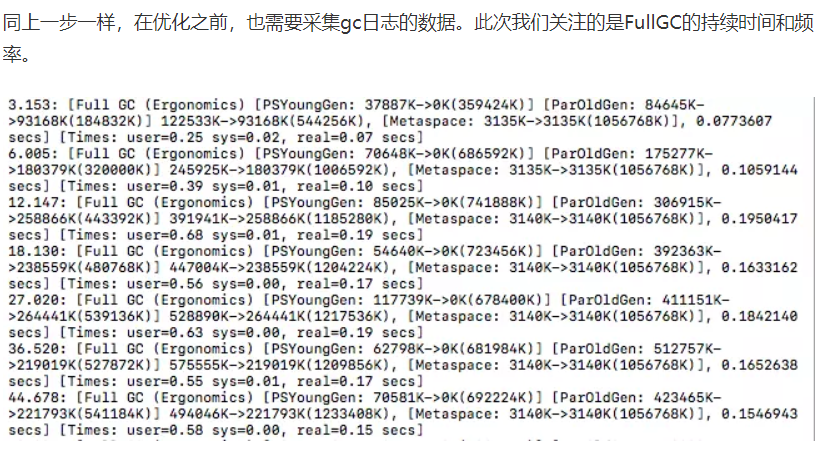 同上一步一样，在优化之前，也需要采集gc日志的数据。此次我们关注的是FullGC的持续时间和频
率。
3.153: [Full GC (Ergonomics) [PSYoungGen: 37887K->0K(359424K)] [ParOldGen: 84645K-
>93168K(184832K)] 122533K->93168K(544256K), [Metaspace: 3135K->3135K(1056768K)], 0.0773607
secs] [Times: user=0.25 sys=0.02, real=0.07 secs]
6.005: [Full GC (Ergonomics) [PSYoungGen: 70648K->0K(686592K)] [ParOldGen: 175277K-
>180379K(320000K)] 245925K->180379K(1006592K), [Metaspace: 3135K->3135K(1056768K)], 0.1059144
secs] [Times: user=0.39 sys=0.01, real=0.10 secs]
12.147: [Full GC (Ergonomics) [PSYoungGen: 85025K->0K(741888K)] [ParOldGen: 306915K-
>258866K(443392K)] 391941K->258866K(1185280K), [Metaspace: 3140K->3140K(1056768K)], 0.1950417
secs] [Times: user=0.68 sys=0.01, real=0.19 secs]
18.130: [Full GC (Ergonomics) [PSYoungGen: 54640K->0K(723456K)] [ParOldGen: 392363K-
>238559K(480768K)] 447004K->238559K(1204224K), [Metaspace: 3140K->3140K(1056768K)], 0.1633162
secs] [Times: user=0.56 sys=0.00, real=0.17 secs]
27.020: [Full GC (Ergonomics) [PSYoungGen: 117739K->0K(678400K)] [ParOldGen: 411151K-
>264441K(539136K)] 528890K->264441K(1217536K), [Metaspace: 3140K->3140K(1056768K)], 0.1842140
secs] [Times: user=0.63 sys=0.00, real=0.19 secs]
36.520: [Full GC (Ergonomics) [PSYoungGen: 62798K->0K(681984K)] [ParOldGen: 512757K-
>219019K(527872K)] 575555K->219019K(1209856K), [Metaspace: 3140K->3140K(1056768K)], 0.1652638
secs] [Times: user=0.55 sys=0.01, real=0.17 secs]
44.678: [Full GC (Ergonomics) [PSYoungGen: 70581K->0K(692224K)] [ParOldGen: 423465K-
>221793K(541184K)] 494046K->221793K(1233408K), [Metaspace: 3140K->3140K(1056768K)], 0.1546943
secs] [Times: user=0.58 sys=0.00, real=0.15 secs]